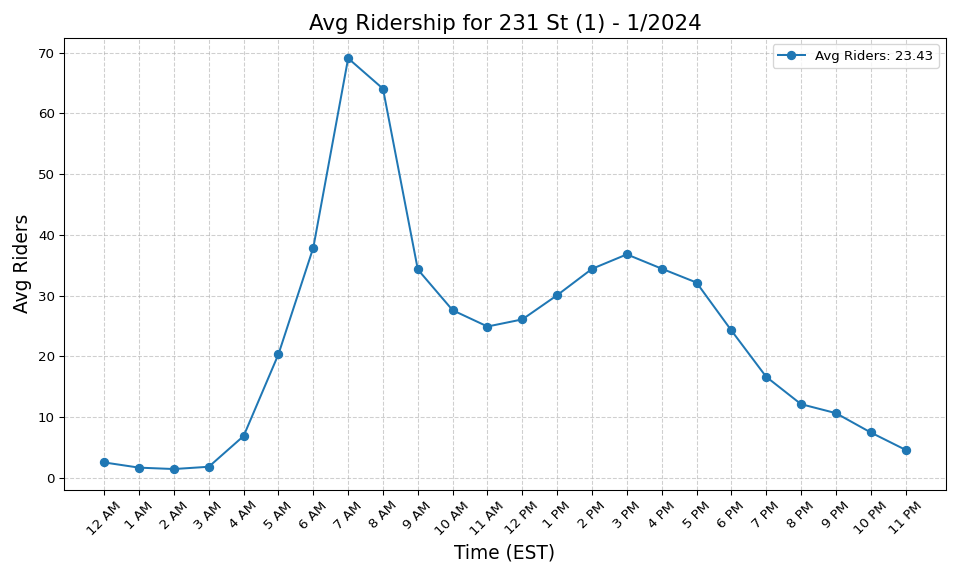 Avg Ridership for 231 St (1) - 1/2024
Avg Riders: 23.43
Avg Riders
70
60
50
40
30
20
10
0
12 AM
1 AM
2 AM
3 AM
4 AM
5 AM
6 AM
7 AM
8 AM
9 AM
10 AM
11 AM
12 PM
1 PM
2 PM
3 PM
4 PM
5 PM
6 PM
7 PM
8 PM
9 PM
10 PM
11 PM
Time (EST)